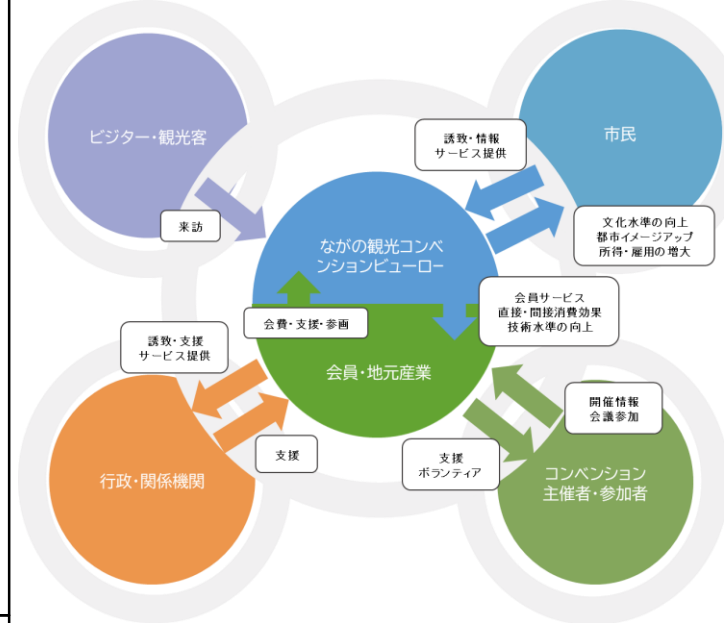 ビジター・観光客
市民
誘致・情報
サービス提供
来訪
文化水準の向上
都市イメージアップ
所得・雇用の増大
ながの観光コンベ
ンションビューロー
会員サービス
直接・間接消費効果
技術水準の向上
会費・支援・参画
誘致・支援
サービス提供
会員・地元産業
開催情報
会議参加
支援
支援
ボランティア
行政・関係機関
コンベンション
主催者・参加者